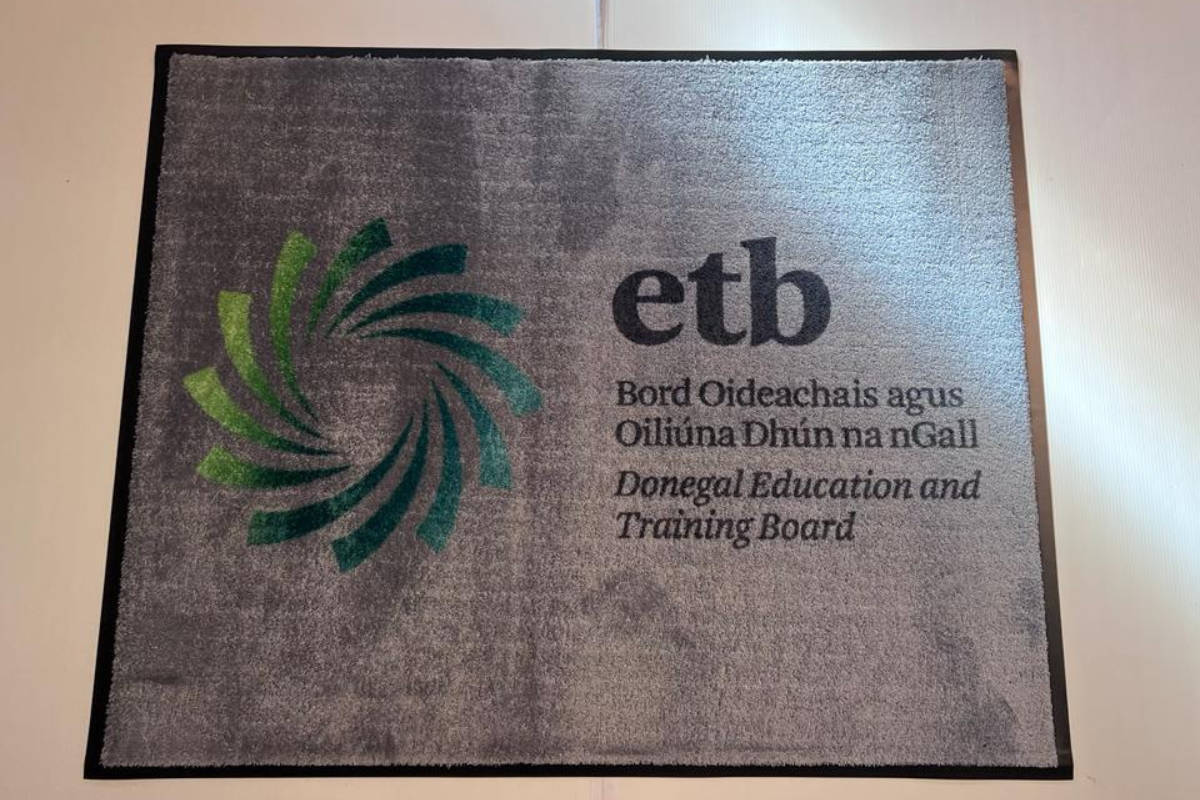 etb
Bord Oideachais agus
Oiliúna Dhún na nGall
Donegal Education and
Training Board